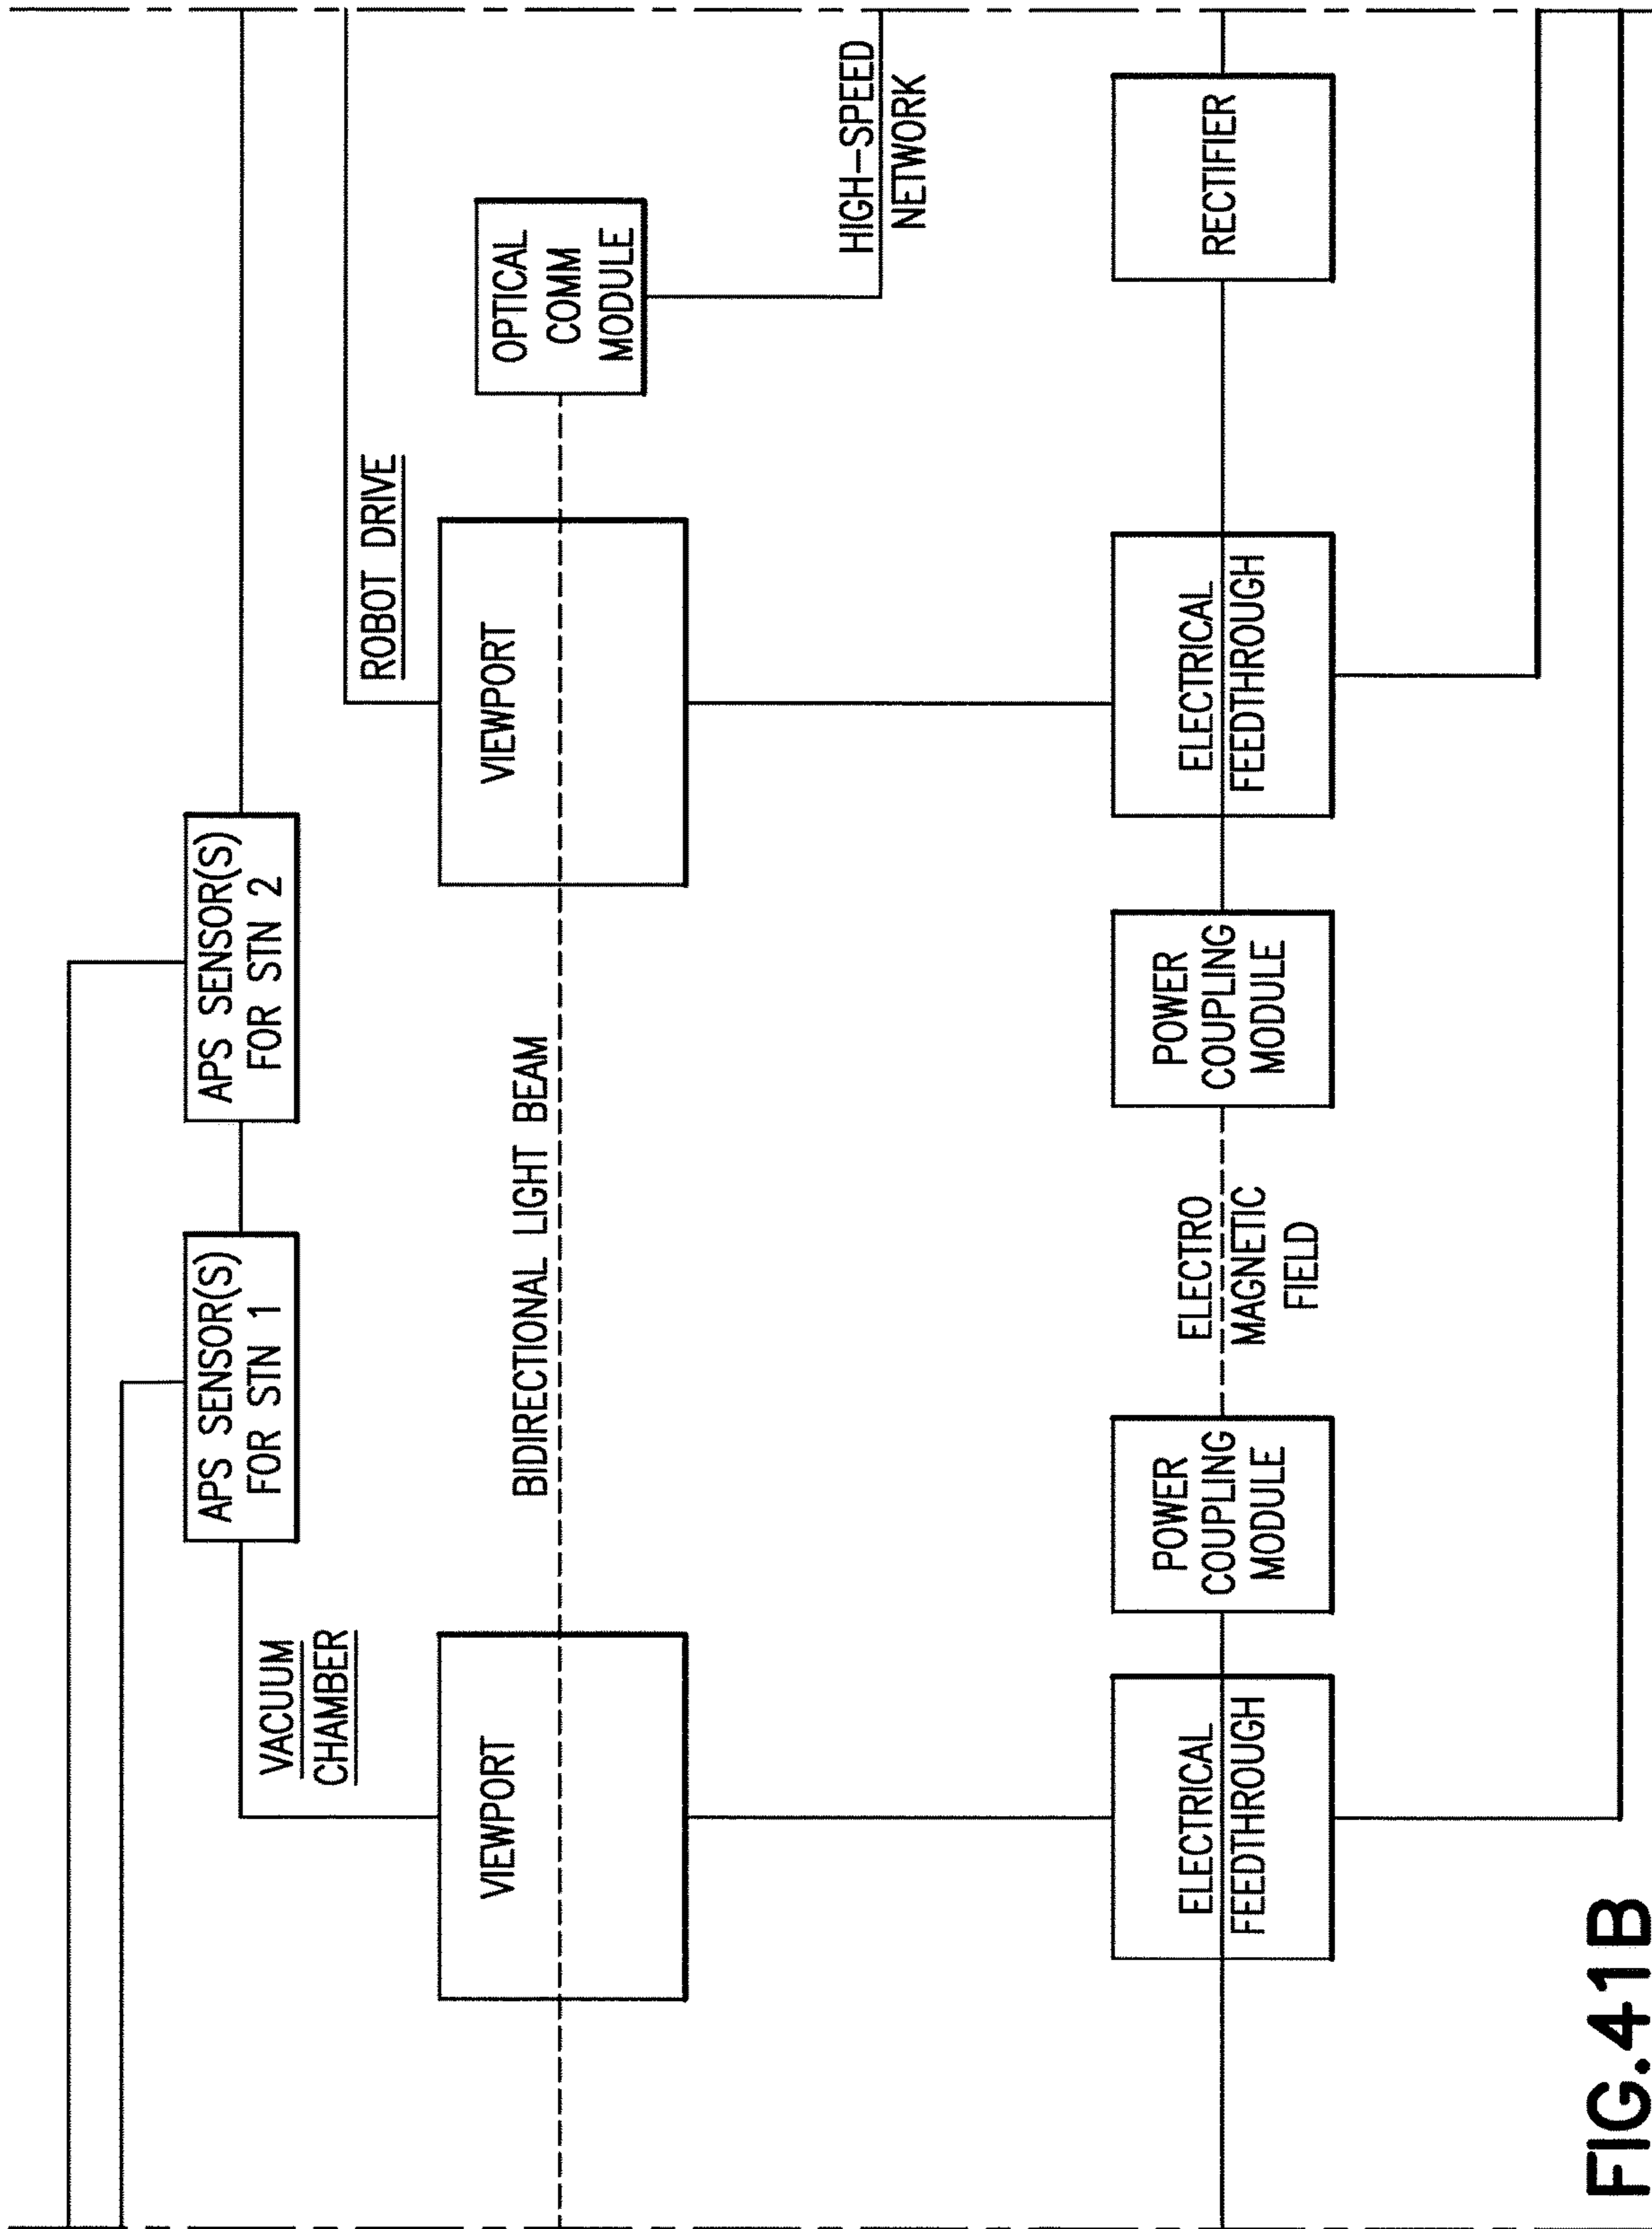 APS SENSOR(S)
FOR STN 1
APS SENSOR(S)
FOR STN 2
VACUUM
CHAMBER
ROBOT DRIVE
VIEWPORT
BIDIRECTIONAL LIGHT BEAM
VIEWPORT
OPTICAL
COMM
MODULE
HIGH-SPEED
NETWORK
ELECTRICAL
FEEDTHROUGH
POWER
COUPLING
MODULE
ELECTRO
MAGNETIC
FIELD
POWER
COUPLING
MODULE
ELECTRICAL
FEEDTHROUGH
RECTIFIER
FIG.41B